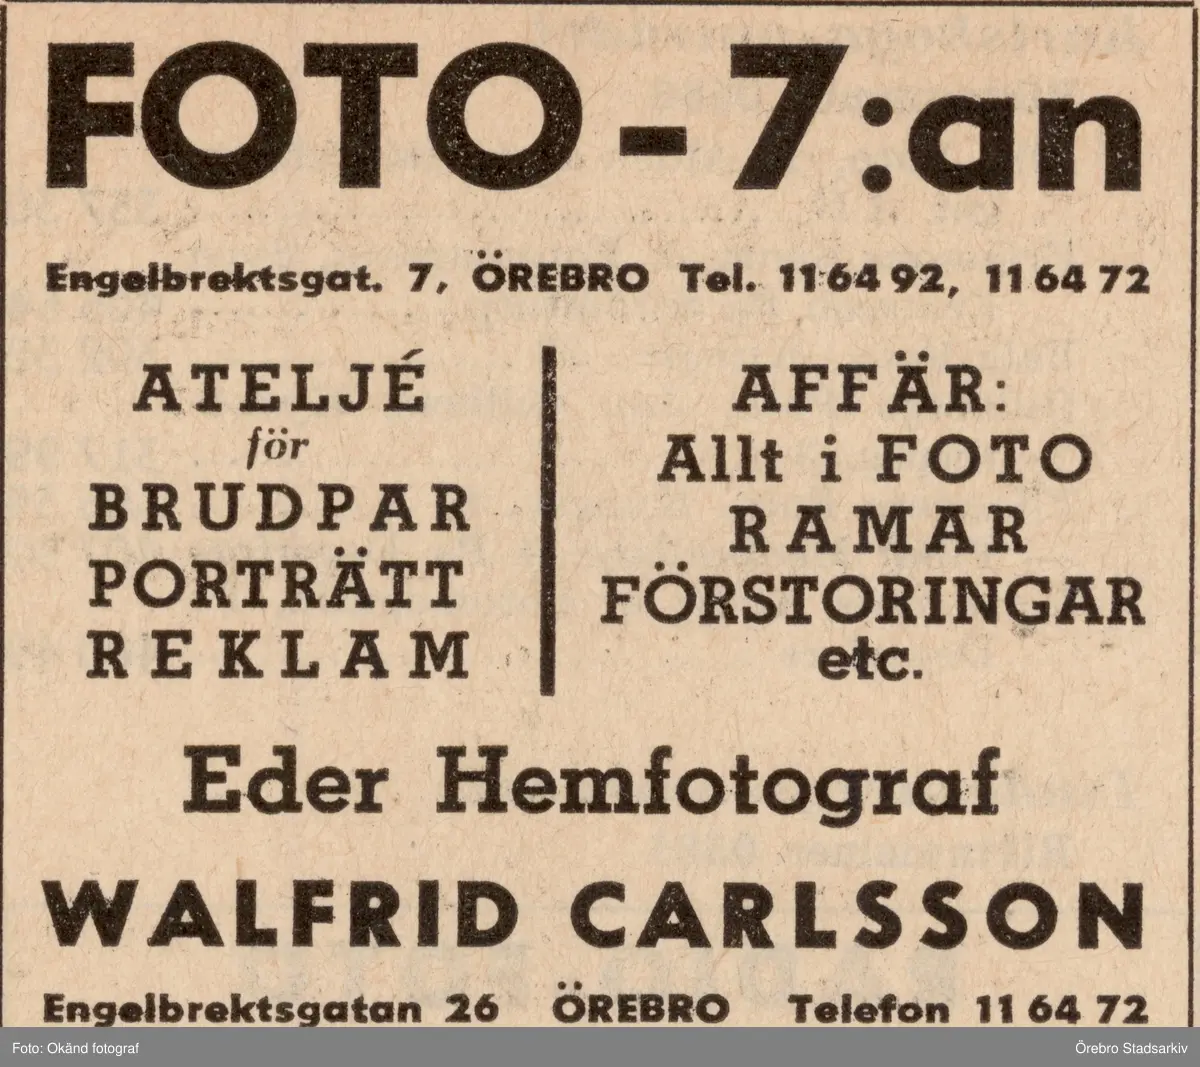 FOTO - 7:an
Engelbrektsgat. 7, ÖREBRO Tel. 11 64 92, 11 64 72
ATELJÉ
för
BRUDPAR
PORTRÄTT
REKLAM
AFFÄR:
Allt i FOTO
RAMAR
FÖRSTORINGAR
etc.
Eder Hemfotograf
WALFRID CARLSSON
Engelbrektsgatan 26 ÖREBRO Telefon 11 64 72
Foto: Okänd fotograf
Örebro Stadsarkiv